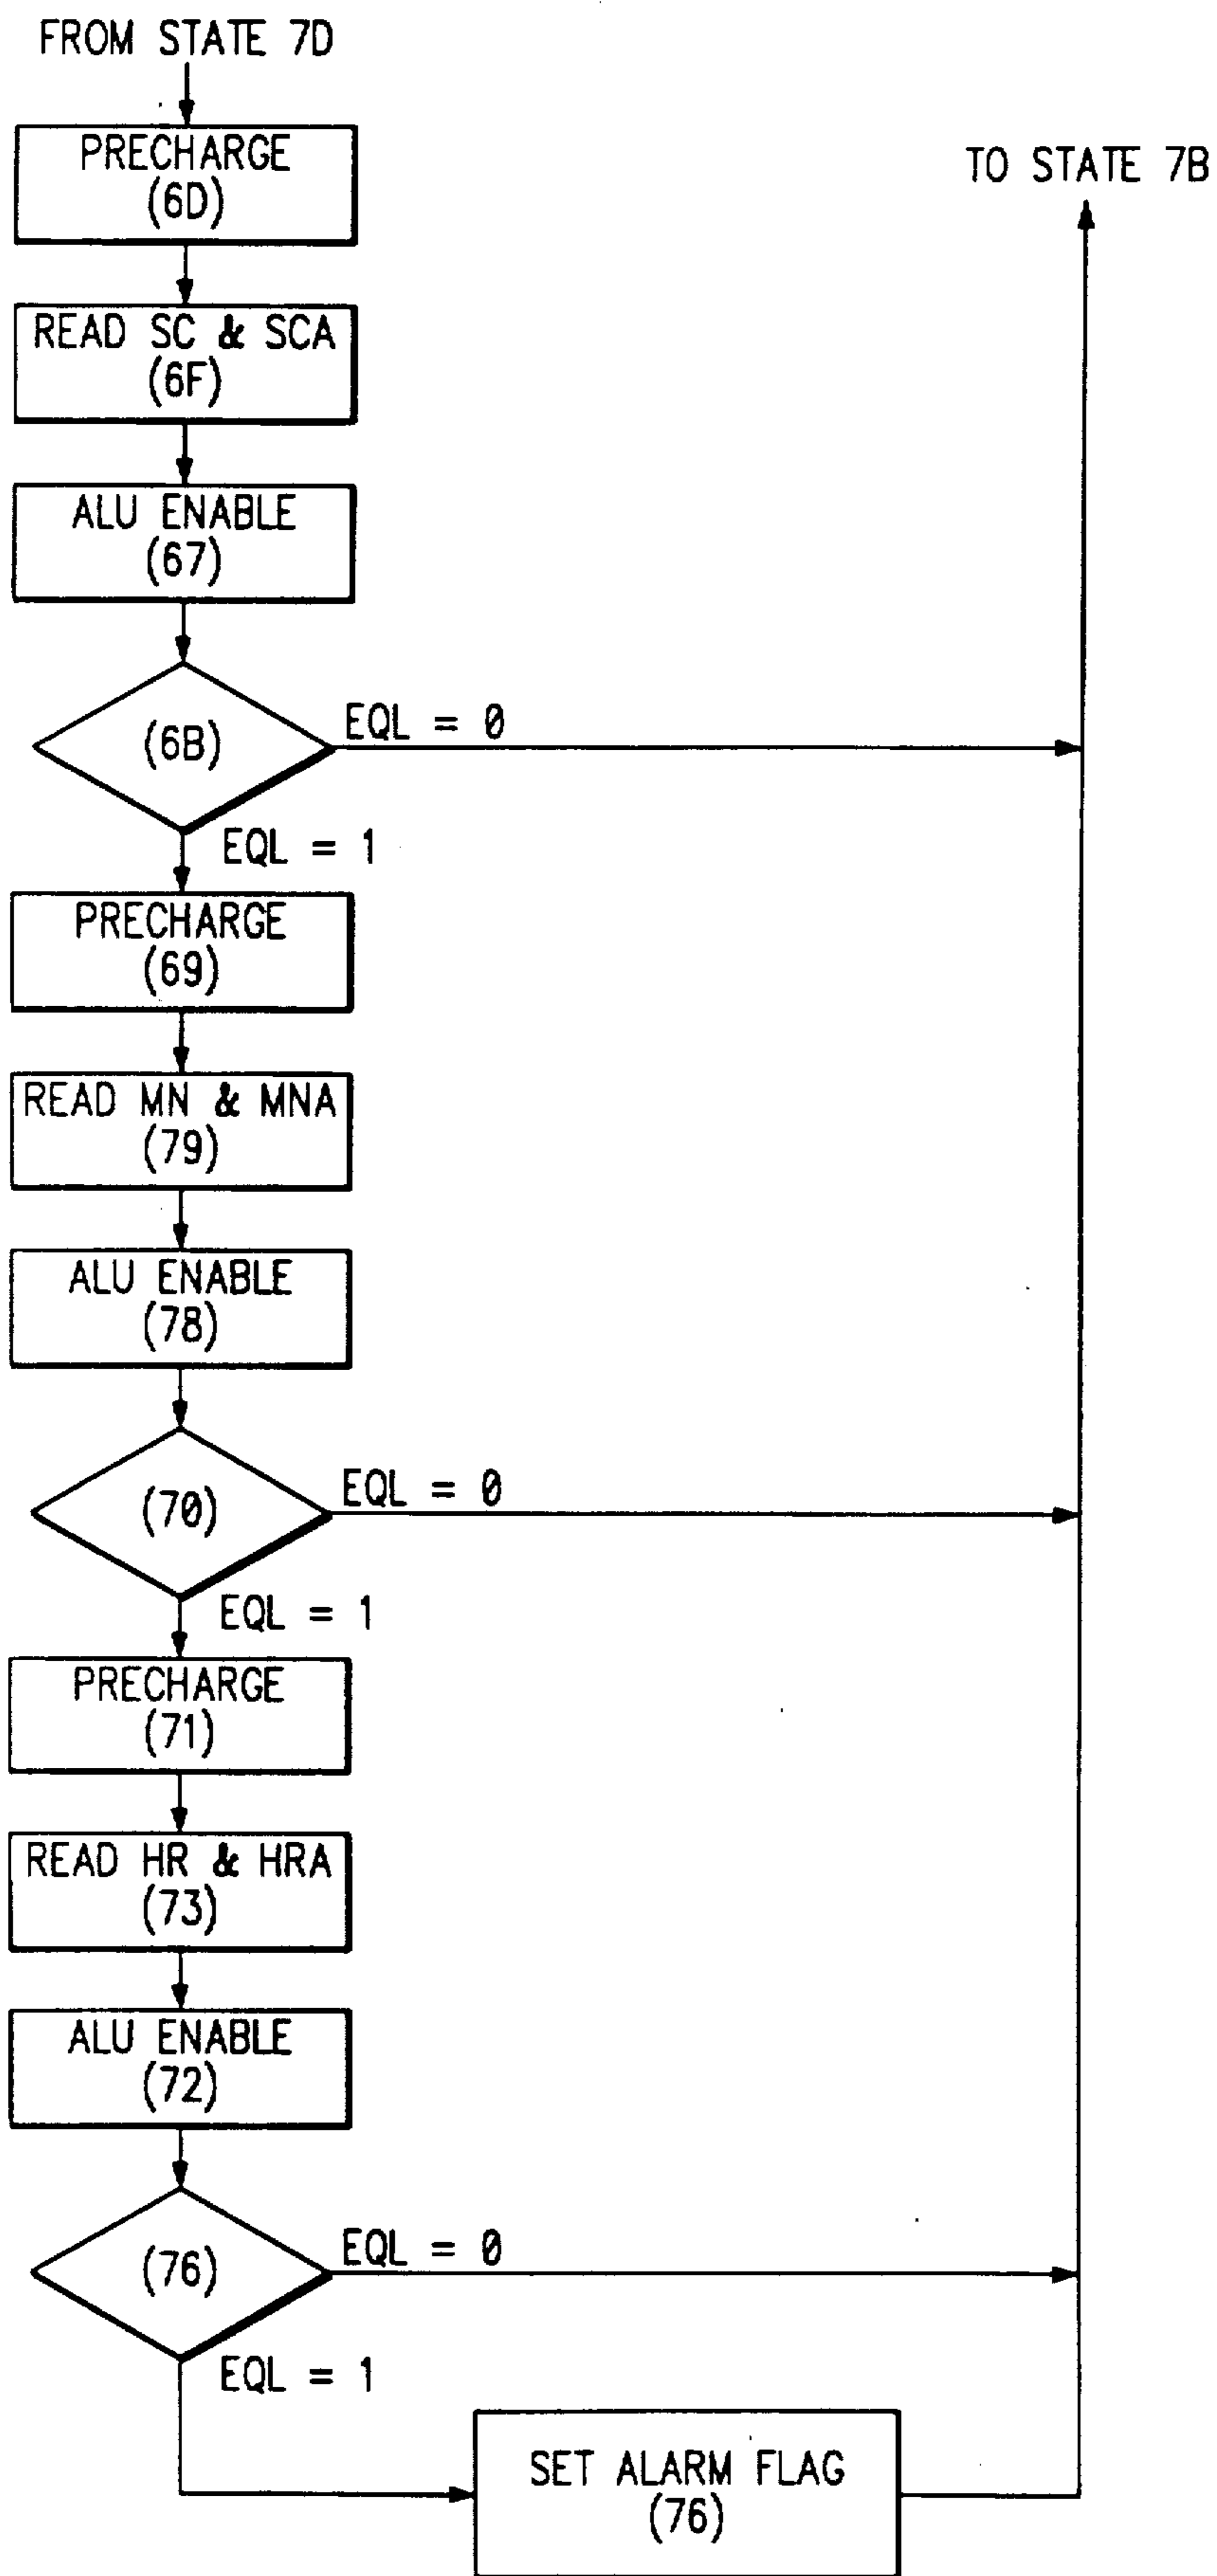 FROM STATE 7D
TO STATE 7B
PRECHARGE
(6D)
READ SC & SCA
(6F)
ALU ENABLE
(67)
(6B)
EQL = 0
EQL = 1
PRECHARGE
(69)
READ MN & MNA
(79)
ALU ENABLE
(78)
(70)
EQL = 0
EQL = 1
PRECHARGE
(71)
READ HR & HRA
(73)
ALU ENABLE
(72)
(76)
EQL = 0
EQL = 1
SET ALARM FLAG
(76)